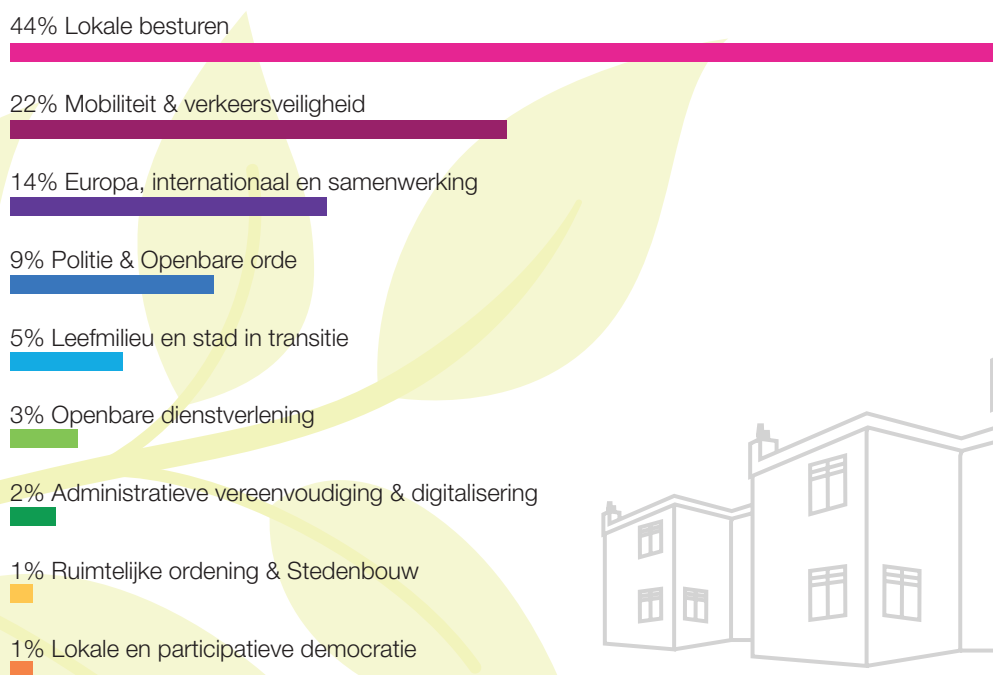 44% Lokale besturen
22% Mobiliteit & verkeersveiligheid
14% Europa, internationaal en samenwerking
9% Politie & Openbare orde
5% Leefmilieu en stad in transitie
3% Openbare dienstverlening
2% Administratieve vereenvoudiging & digitalisering
1% Ruimtelijke ordening & Stedenbouw
1% Lokale en participatieve democratie